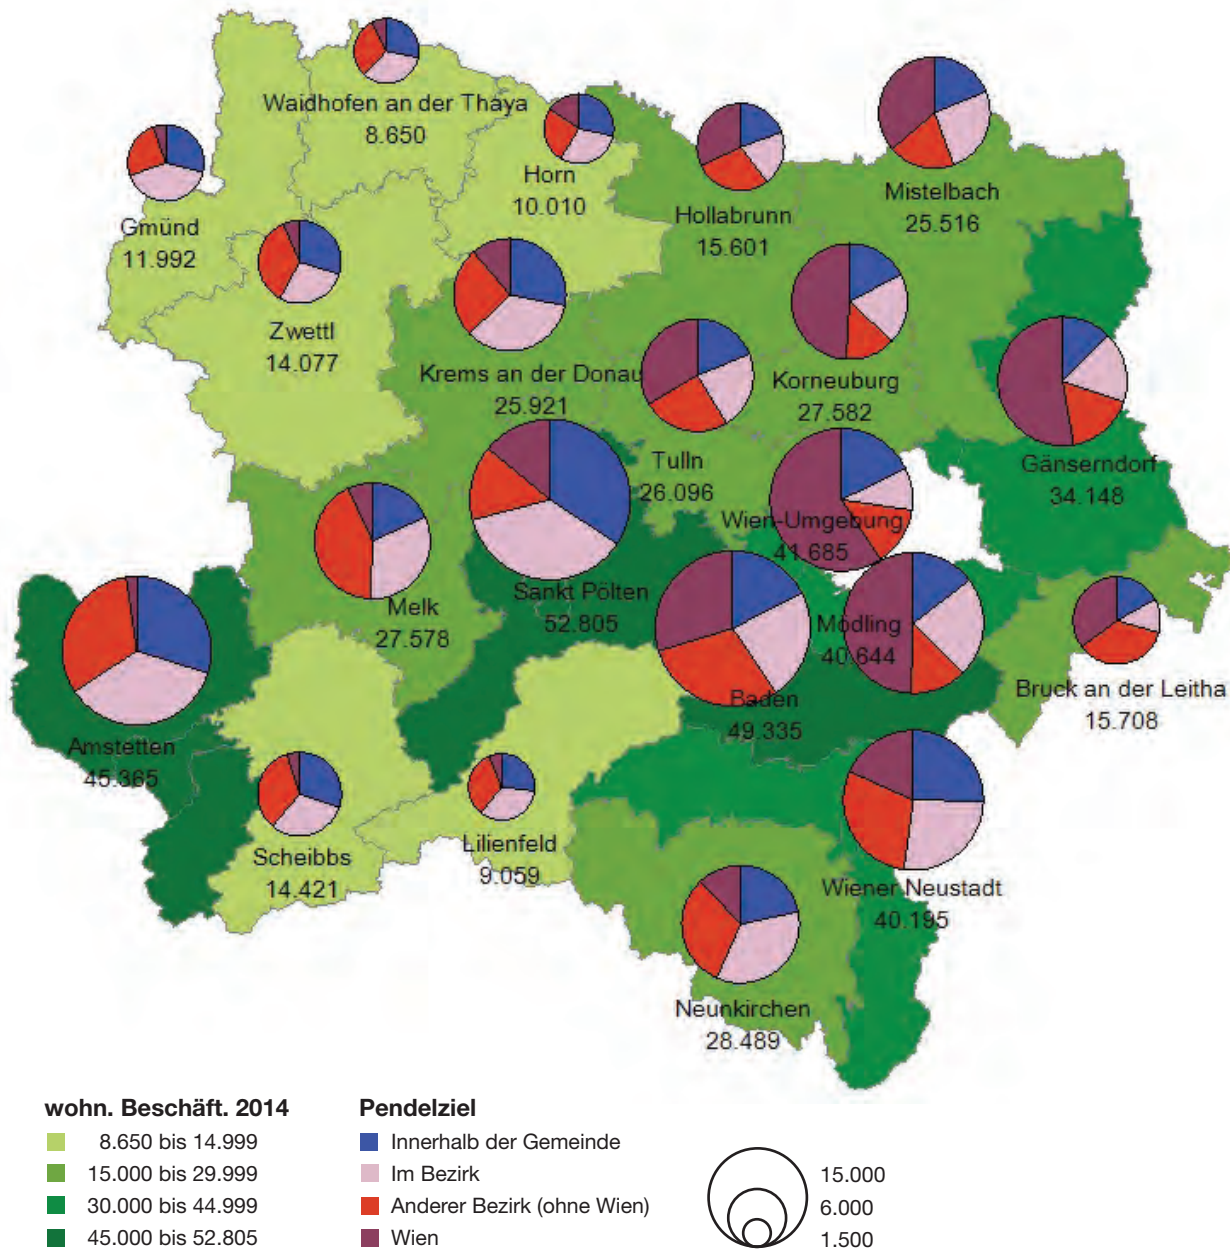 Waidhofen an der Thaya
8.650
Horn
10.010
Gmünd
11.992
Hollabrunn
15.601
Mistelbach
25.516
Zwettl
14.077
Krems an der Donau
25.921
Korneuburg
27.582
Tulln
26.096
Gänserndorf
34.148
Wien-Umgebung
41.685
Sankt Pölten
52.805
Melk
27.578
Mödling
40.644
Baden
49.335
Bruck an der Leitha
15.708
Amstetten
45.365
Scheibbs
14.421
Lilienfeld
9.059
Wiener Neustadt
40.195
Neunkirchen
28.489
wohn. Beschäft. 2014
8.650 bis 14.999
15.000 bis 29.999
30.000 bis 44.999
45.000 bis 52.805
Pendelziel
Innerhalb der Gemeinde
Im Bezirk
Anderer Bezirk (ohne Wien)
Wien
15.000
6.000
1.500